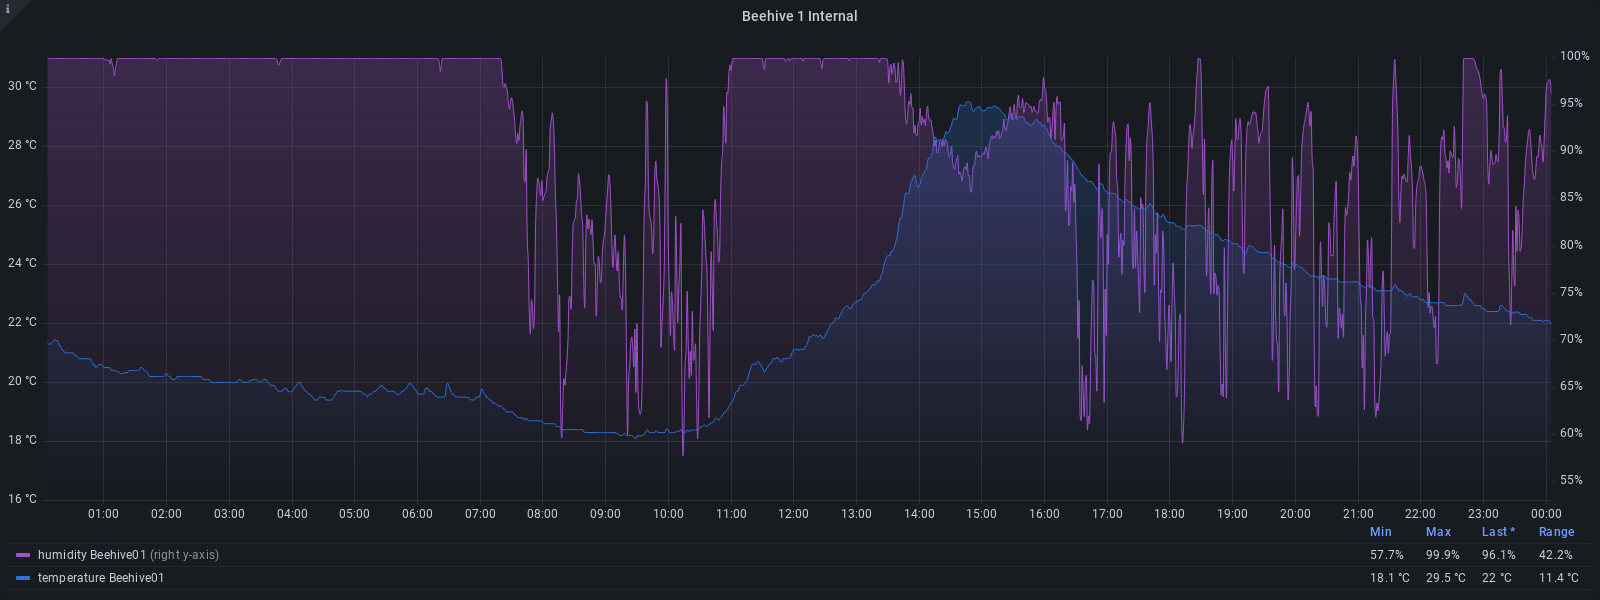 i
Beehive 1 Internal
30 °C
28 °C
26 °C
24 °C
22 °C
20 °C
18 °C
16 °C
100%
95%
90%
85%
80%
75%
70%
65%
60%
55%
01:00 02:00 03:00 04:00 05:00 06:00 07:00 08:00 09:00 10:00 11:00 12:00 13:00 14:00 15:00 16:00 17:00 18:00 19:00 20:00 21:00 22:00 23:00 00:00
Min Max Last * Range
humidity Beehive01 (right y-axis) 57.7% 99.9% 96.1% 42.2%
temperature Beehive01 18.1 °C 29.5 °C 22 °C 11.4 °C